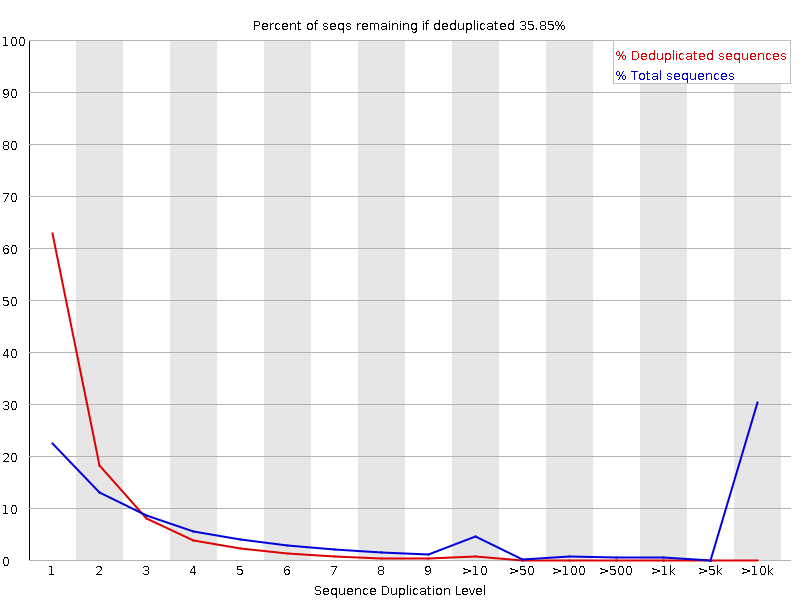 Percent of seqs remaining if deduplicated 35.85%
% Deduplicated sequences
% Total sequences
100
90
80
70
60
50
40
30
20
10
0
1 2 3 4 5 6 7 8 9 >10 >50 >100 >500 >1k >5k >10k
Sequence Duplication Level